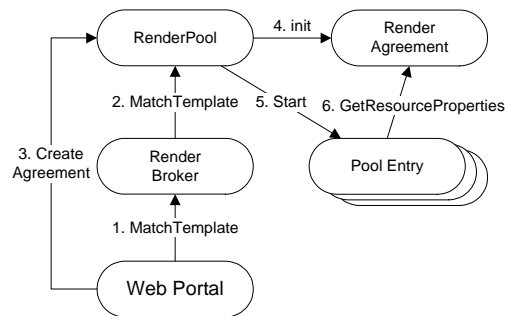 RenderPool
4. init
Render
Agreement
2. MatchTemplate
5. Start
6. GetResourceProperties
3. Create
Agreement
Render
Broker
Pool Entry
1. MatchTemplate
Web Portal